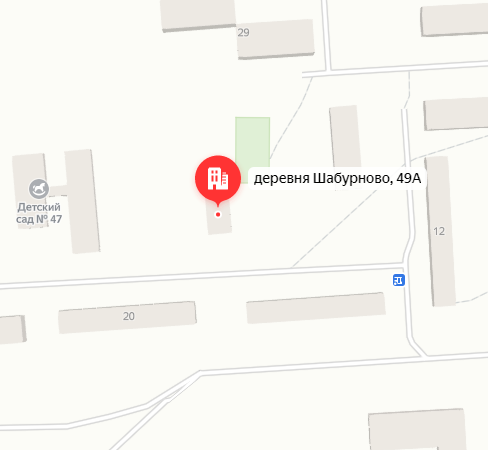 29
деревня Шабурново, 49А
Детский
сад № 47
12
20